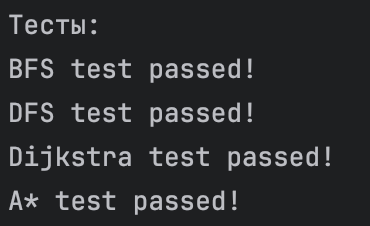 Тесты:
BFS test passed!
DFS test passed!
Dijkstra test passed!
A* test passed!